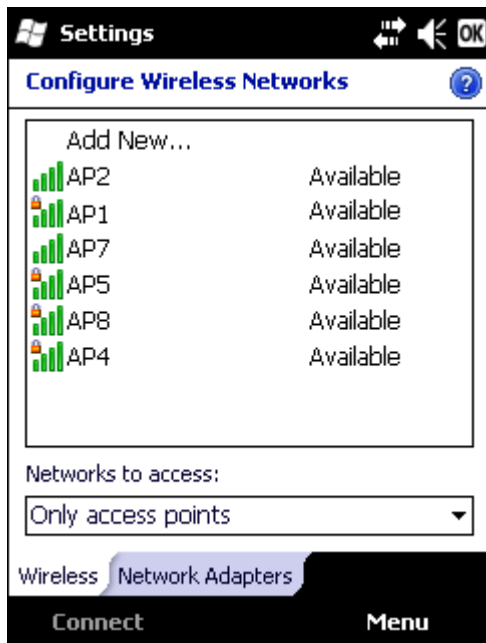 Settings OK
Configure Wireless Networks ?
Add New...
AP2 Available
AP1 Available
AP7 Available
AP5 Available
AP8 Available
AP4 Available
Networks to access:
Only access points
Wireless Network Adapters
Connect Menu